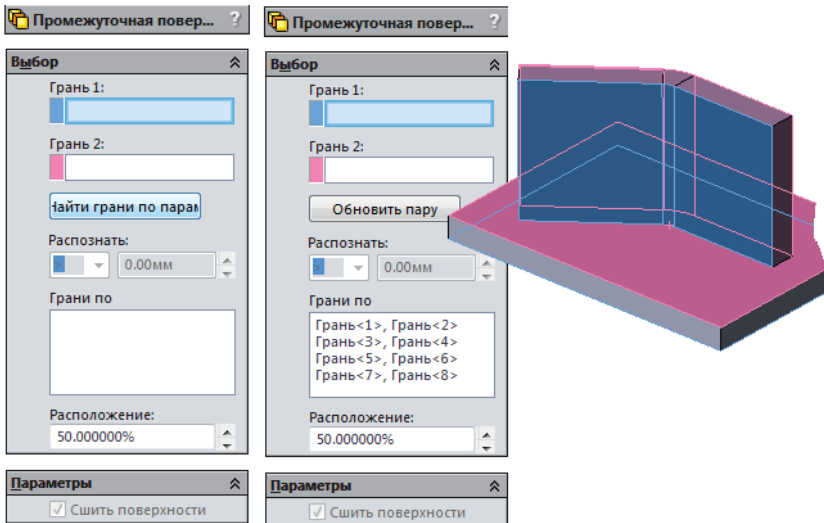 Промежуточная повер... ?
Выбор
Грань 1:
Грань 2:
Найти грани по парам
Распознать:
> 0.00мм
Грани по
Расположение:
50.000000%
Параметры
Сшить поверхности
Промежуточная повер... ?
Выбор
Грань 1:
Грань 2:
Обновить пару
Распознать:
> 0.00мм
Грани по
Грань<1>, Грань<2>
Грань<3>, Грань<4>
Грань<5>, Грань<6>
Грань<7>, Грань<8>
Расположение:
50.000000%
Параметры
Сшить поверхности